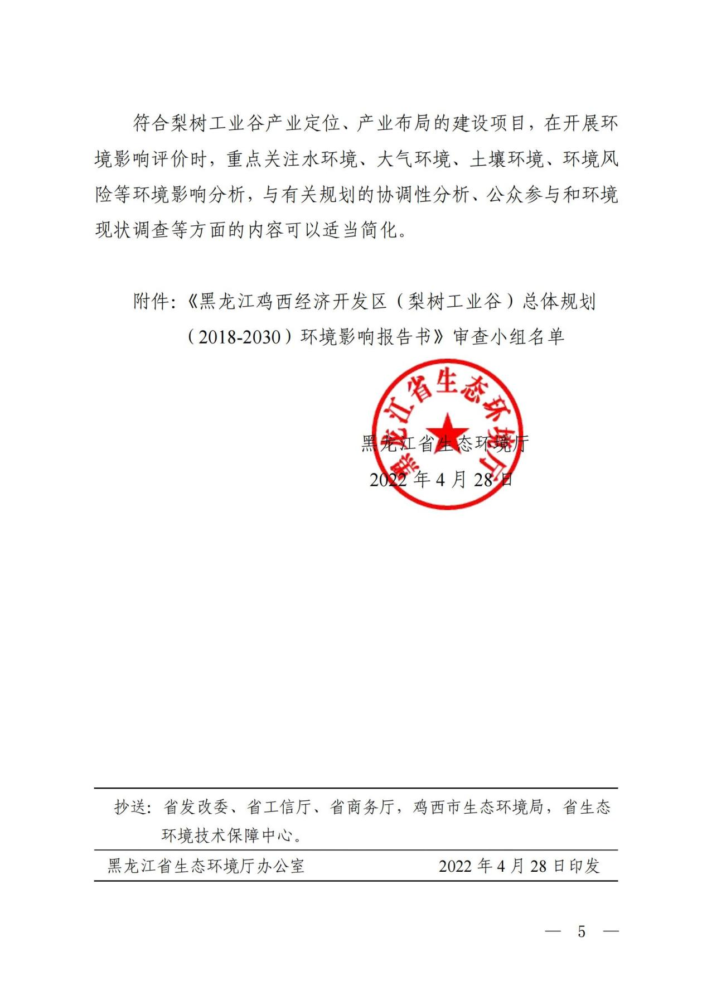 符合梨树工业谷产业定位、产业布局的建设项目，在开展环
境影响评价时，重点关注水环境、大气环境、土壤环境、环境风
险等环境影响分析，与有关规划的协调性分析、公众参与和环境
现状调查等方面的内容可以适当简化。
附件：《黑龙江鸡西经济开发区（梨树工业谷）总体规划
（2018-2030）环境影响报告书》审查小组名单
黑龙江省生态环境厅
黑龙江省生态环境厅
2022 年 4 月 28 日
抄送：省发改委、省工信厅、省商务厅，鸡西市生态环境局，省生态
环境技术保障中心。
黑龙江省生态环境厅办公室 2022 年 4 月 28 日印发
— 5 —